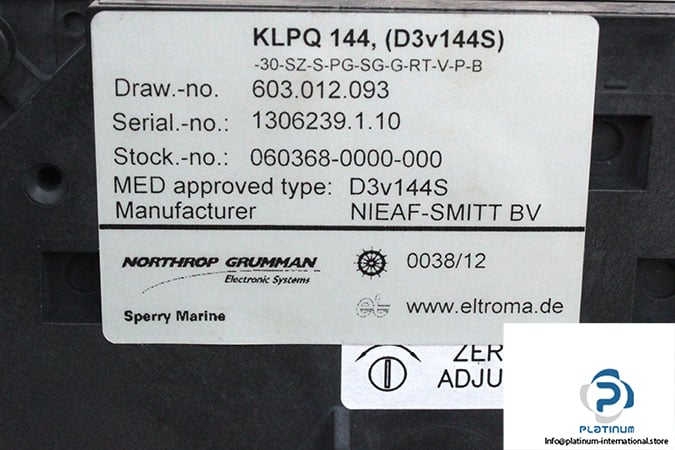 KLPQ 144, (D3v144S)
-30-SZ-S-PG-SG-G-RT-V-P-B
Draw.-no. 603.012.093
Serial.-no.: 1306239.1.10
Stock.-no.: 060368-0000-000
MED approved type: D3v144S
Manufacturer NIEAF-SMITT BV
NORTHROP GRUMMAN
Electronic Systems
0038/12
Sperry Marine
www.eltroma.de
ZER
ADJU
PLATINUM
Info@platinum-international.store